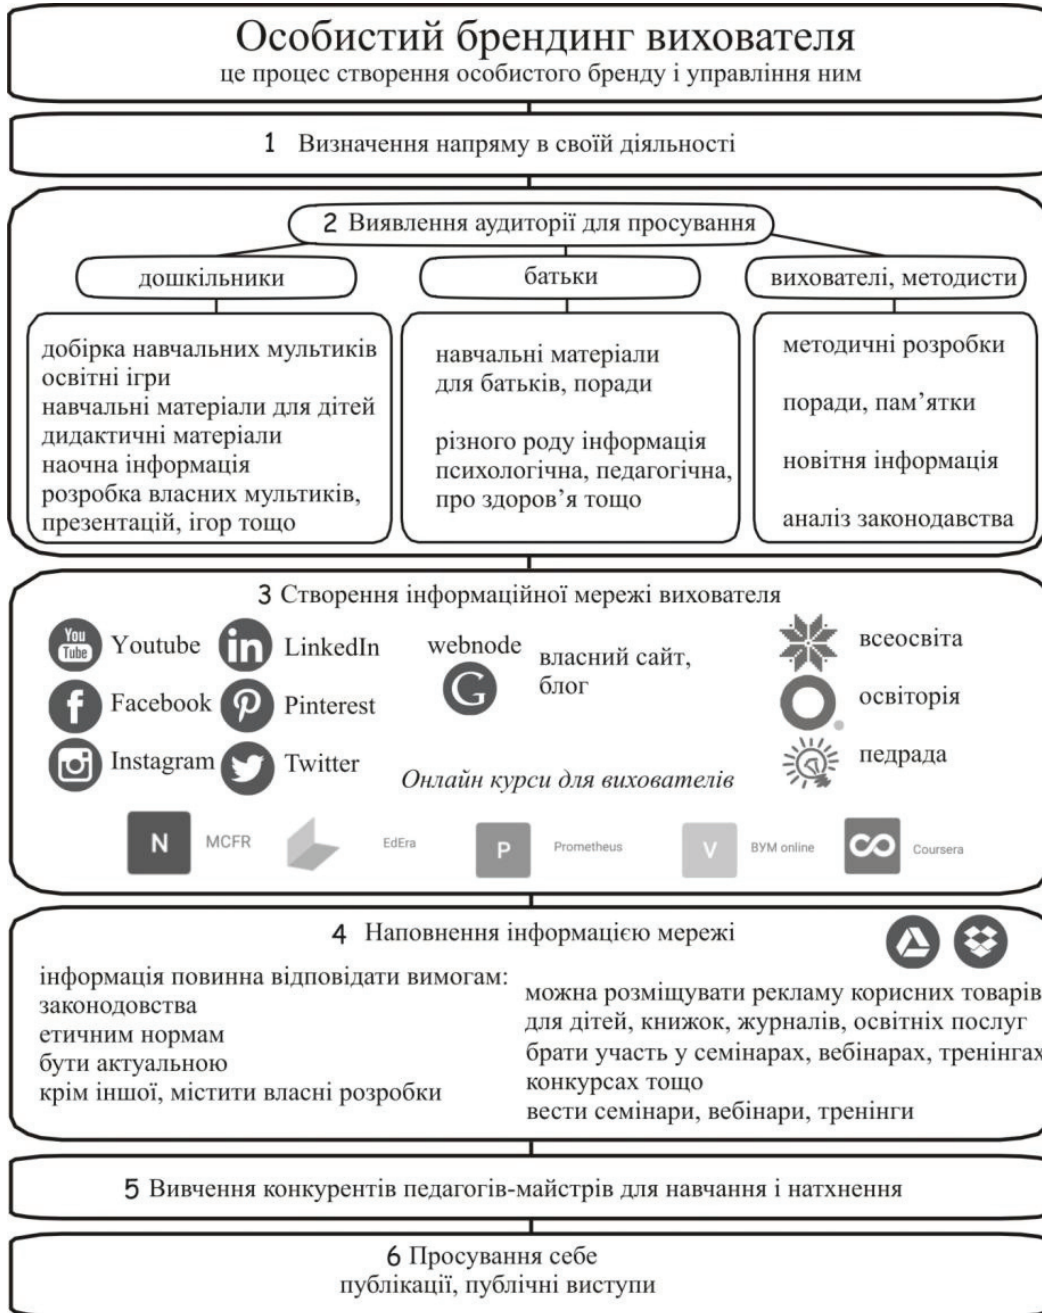 Особистий брендинг вихователя
це процес створення особистого бренду і управління ним
1 Визначення напряму в своїй діяльності
2 Виявлення аудиторії для просування
дошкільники
батьки
вихователі, методисти
добірка навчальних мультиків
освітні ігри
навчальні матеріали для дітей
дидактичні матеріали
наочна інформація
розробка власних мультиків,
презентацій, ігор тощо
навчальні матеріали
для батьків, поради
різного роду інформація
психологічна, педагогічна,
про здоров’я тощо
методичні розробки
поради, пам’ятки
новітня інформація
аналіз законодавства
3 Створення інформаційної мережі вихователя
You Tube
Youtube
in
LinkedIn
webnode
G
власний сайт,
блог
всеосвіта
f
Facebook
Pinterest
освіторія
Instagram
Twitter
педрада
Онлайн курси для вихователів
N
MCFR
EdEra
P
Prometheus
V
ВУМ online
Coursera
4 Наповнення інформацією мережі
інформація повинна відповідати вимогам:
законодовства
етичним нормам
бути актуальною
крім іншої, містити власні розробки
можна розміщувати рекламу корисних товарів
для дітей, книжок, журналів, освітніх послуг
брати участь у семінарах, вебінарах, тренінгах
конкурсах тощо
вести семінари, вебінари, тренінги
5 Вивчення конкурентів педагогів-майстрів для навчання і натхнення
6 Просування себе
публікації, публічні виступи